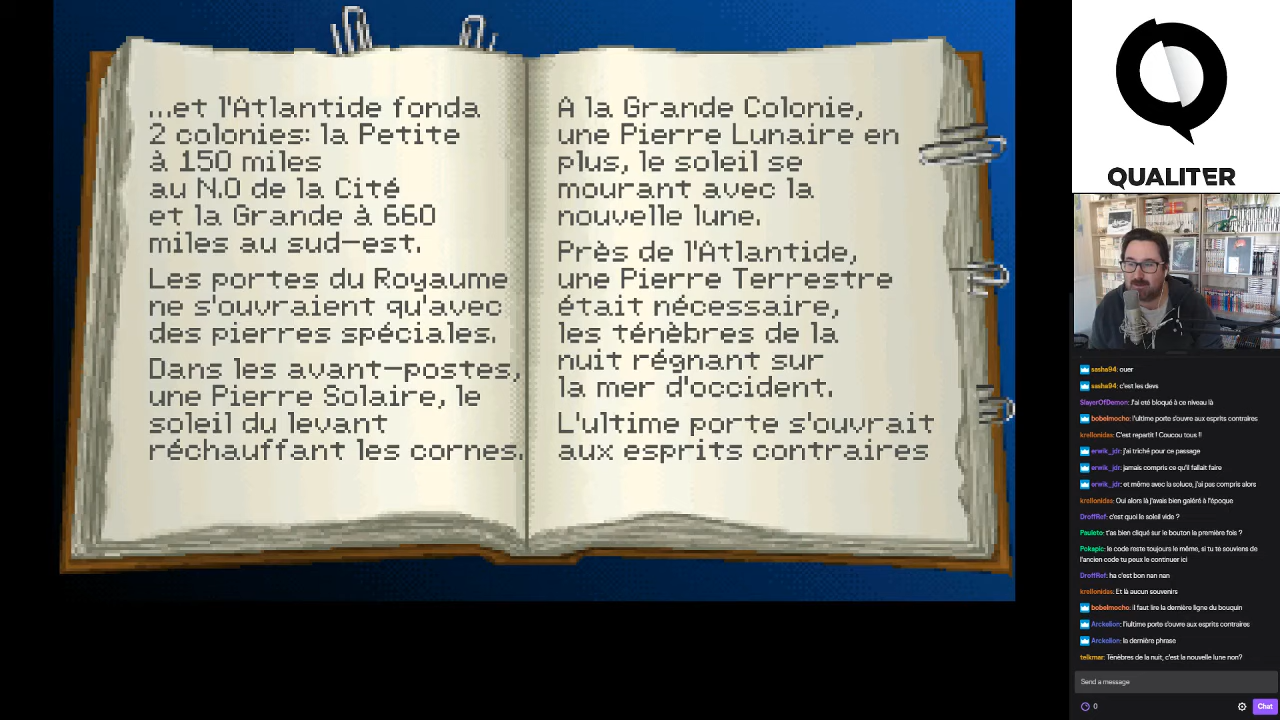 ...et l'Atlantide fonda
2 colonies: la Petite
à 150 miles
au N.O de la Cité
et la Grande à 660
miles au sud-est.
Les portes du Royaume
ne s'ouvraient qu'avec
des pierres spéciales.
Dans les avant-postes,
une Pierre Solaire, le
soleil du levant
réchauffant les cornes.
A la Grande Colonie,
une Pierre Lunaire en
plus, le soleil se
mourant avec la
nouvelle lune.
Près de l'Atlantide,
une Pierre Terrestre
était nécessaire,
les ténèbres de la
nuit régnant sur
la mer d'occident.
L'ultime porte s'ouvrait
aux esprits contraires
QUALITER
sasha94: ouer
sasha94: c'est les devs
SlayerOfDemon: J'ai eté bloqué à ce niveau là
bobelmocho: l'ultime porte s'ouvre aux esprits contraires
krellonidas: C'est repartit ! Coucou tous !!
erwik_jdr: j'ai triché pour ce passage
erwik_jdr: jamais compris ce qu'il fallait faire
erwik_jdr: et même avec la soluce, j'ai pas compris alors
krellonidas: Oui alors là j'avais bien galéré à l'époque
DroffRef: c'est quoi le soleil vide ?
Pauleto: t'as bien cliqué sur le bouton la première fois ?
Pokapic: le code reste toujours le même, si tu te souviens de
l'ancien code tu peux le continuer ici
DroffRef: ha c'est bon nan nan
krellonidas: Et là aucun souvenirs
bobelmocho: il faut lire la dernière ligne du bouquin
Arckelion: l'lultime porte s'ouvre aux esprits contraires
Arckelion: la dernière phrase
telkmar: Ténèbres de la nuit, c'est la nouvelle lune non?
Send a message
0
Chat